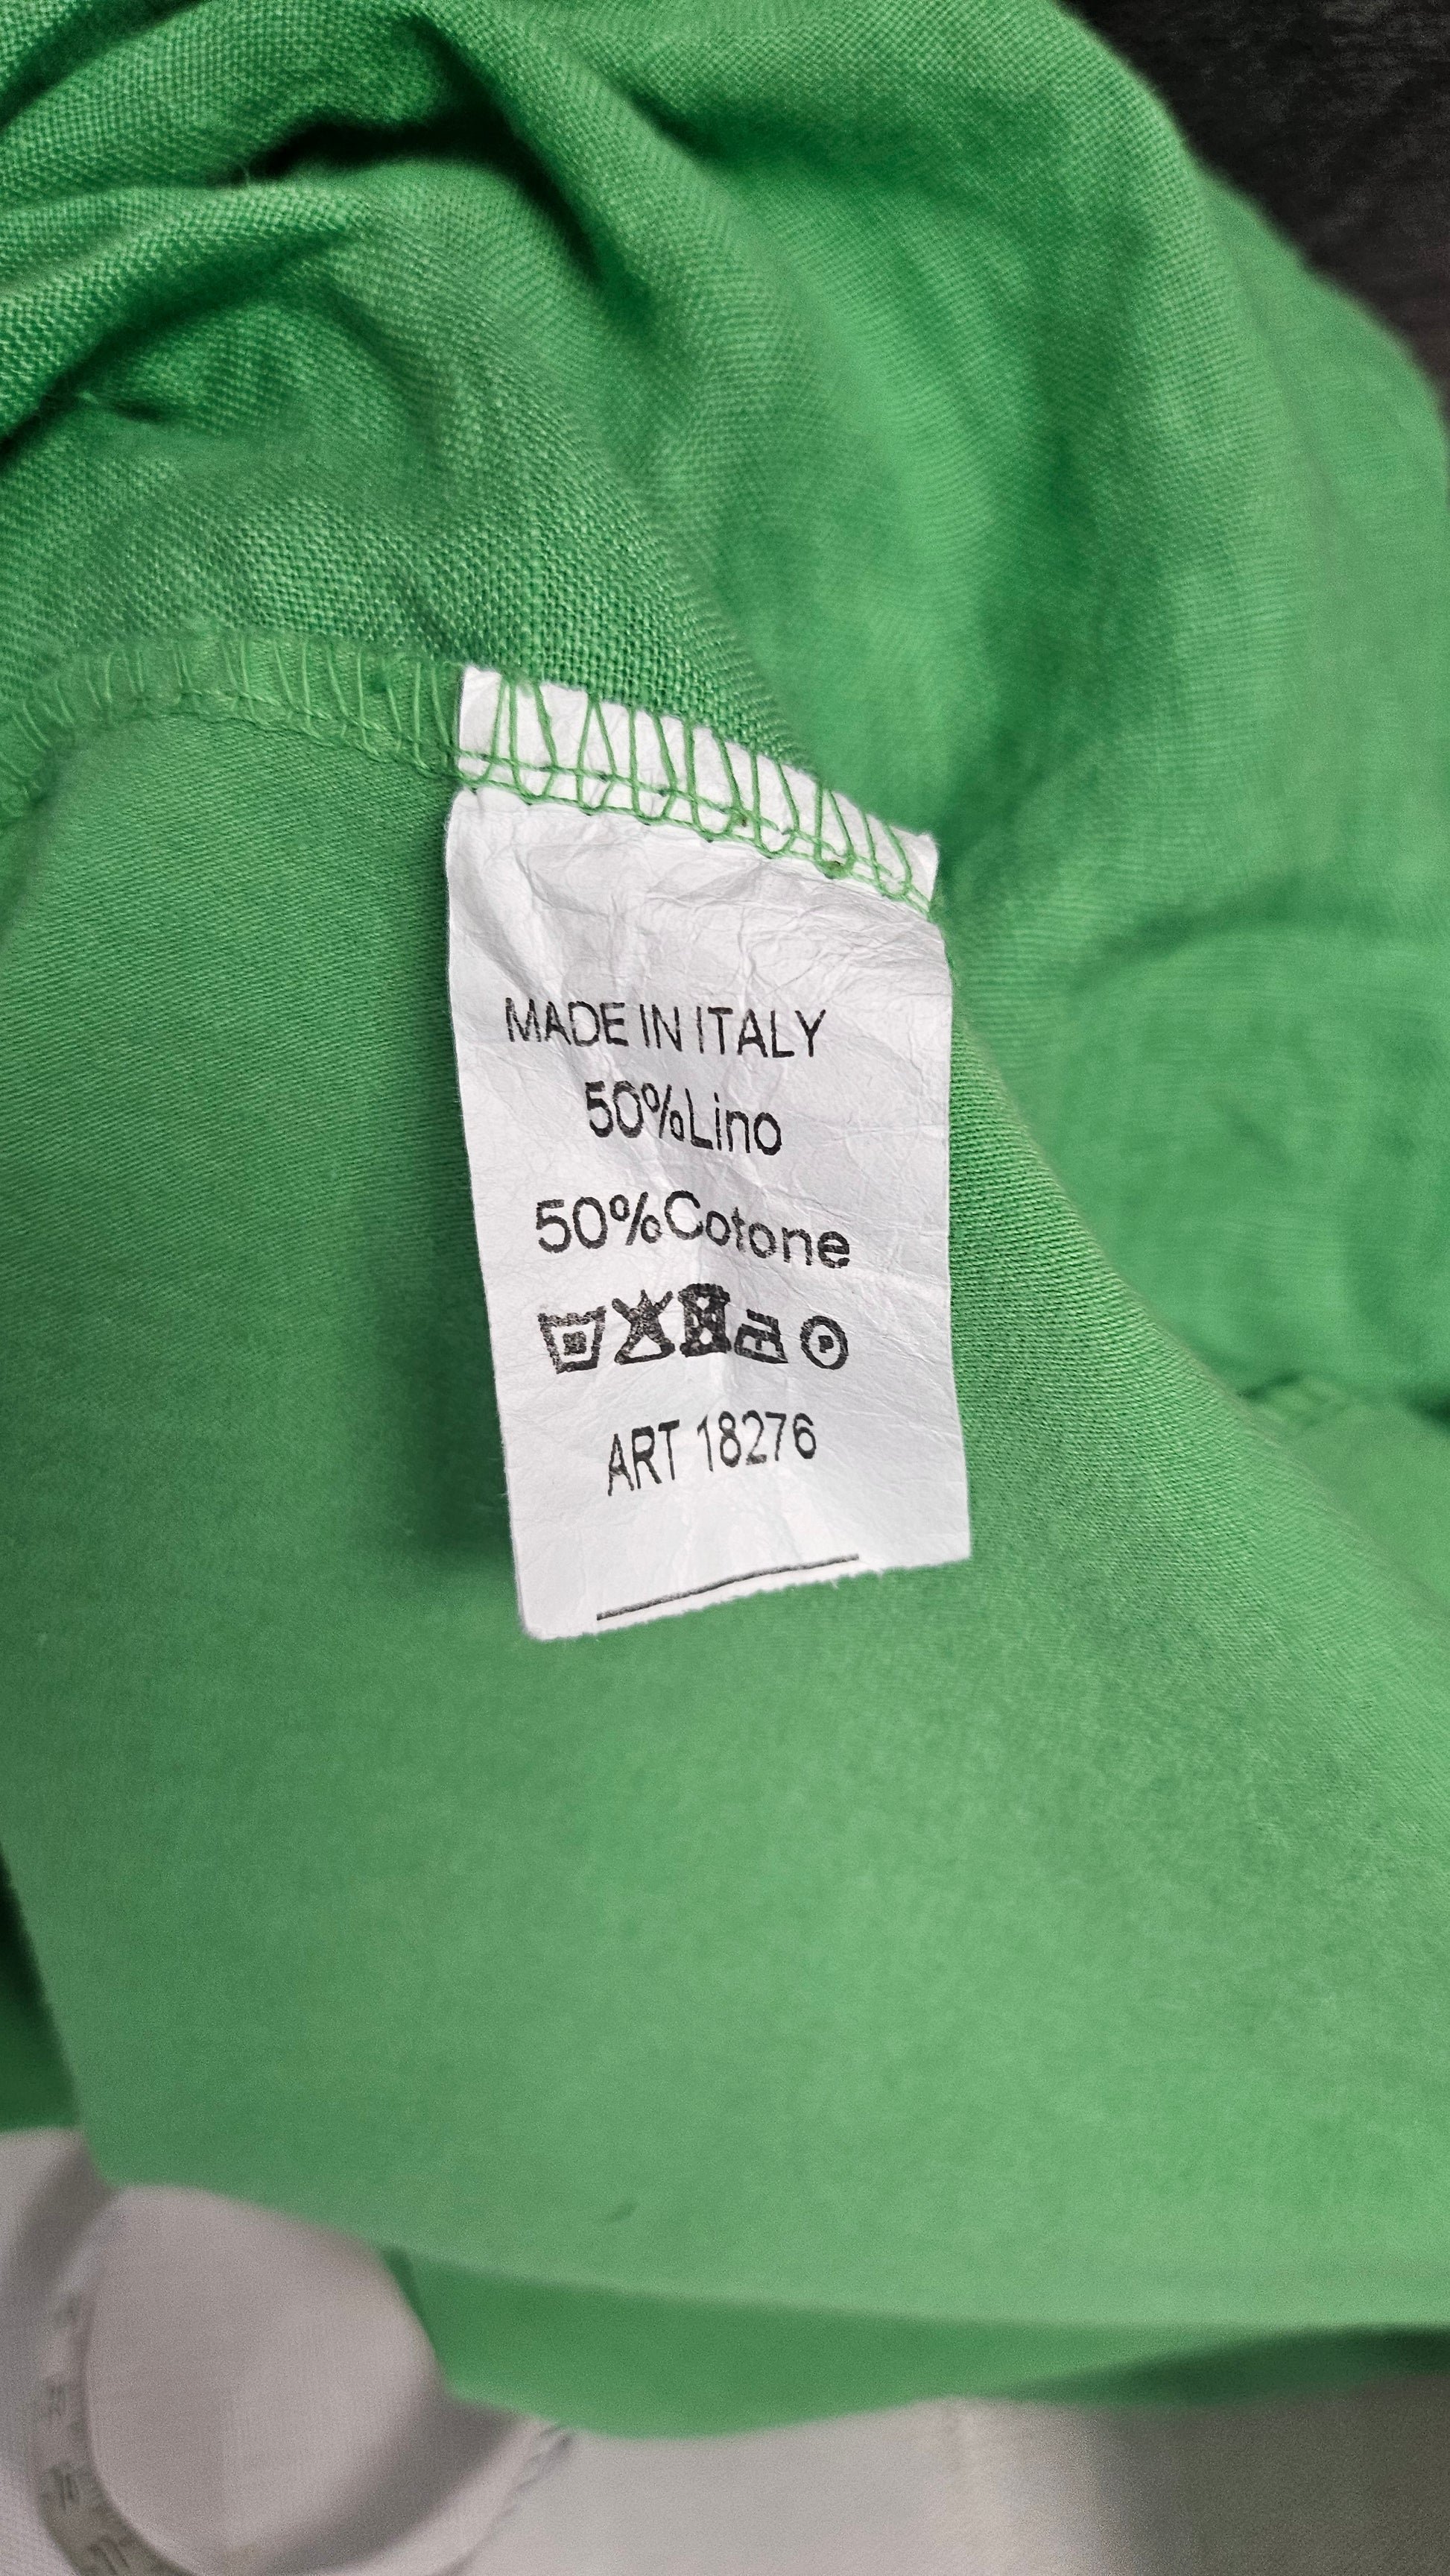 MADE IN ITALY
50%Lino
50%Cotone
P
ART 18276